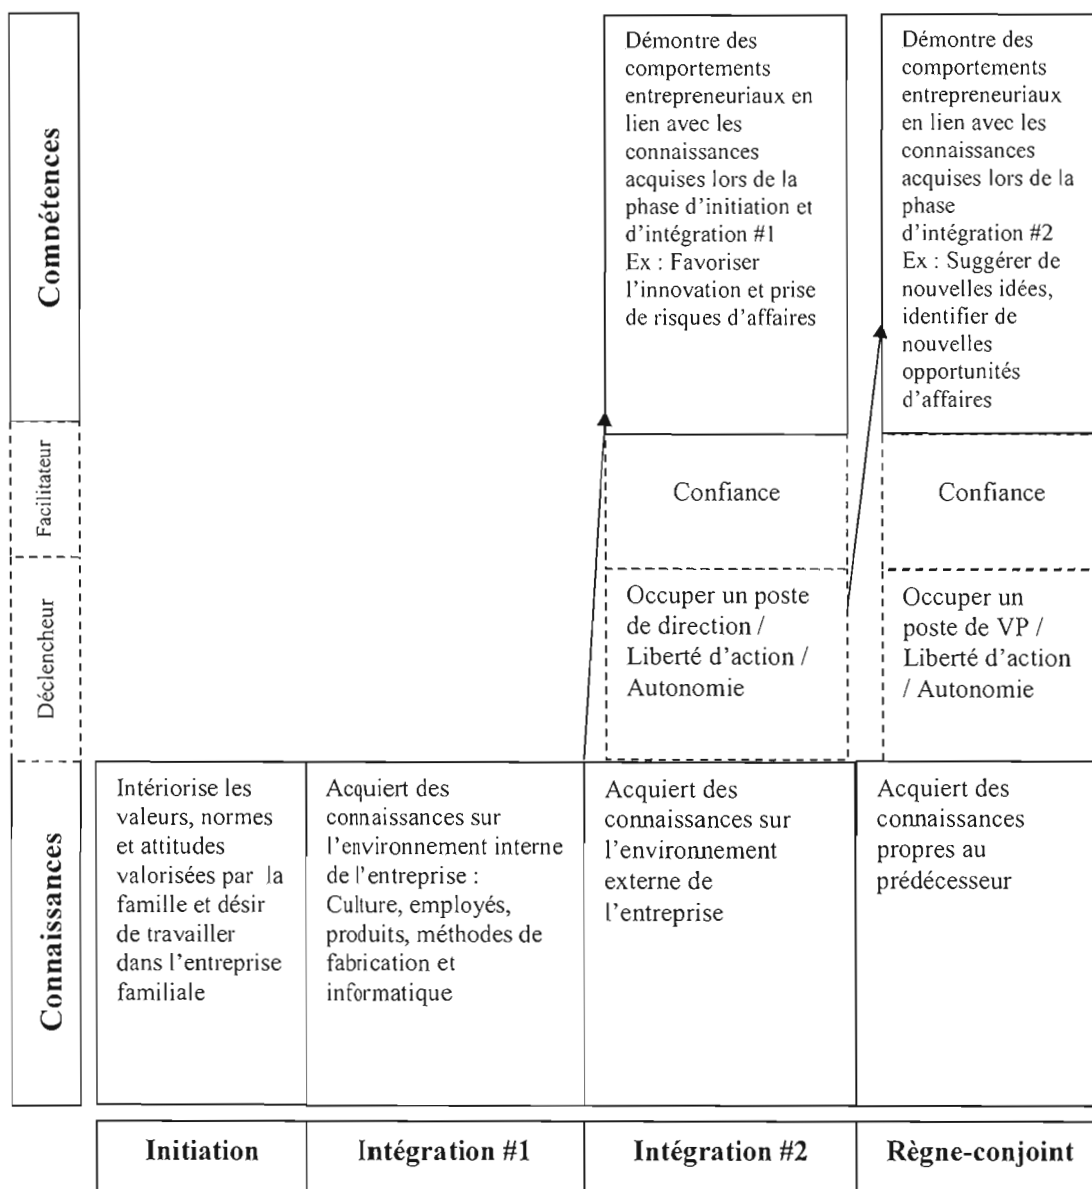 Compétences
Démontre des
comportements
entrepreneuriaux en
lien avec les
connaissances
acquises lors de la
phase d'initiation et
d'intégration #1
Ex : Favoriser
l'innovation et prise
de risques d'affaires
Démontre des
comportements
entrepreneuriaux
en lien avec les
connaissances
acquises lors de la
phase
d'intégration #2
Ex : Suggérer de
nouvelles idées,
identifier de
nouvelles
opportunités
d'affaires
Facilitateur
Confiance
Confiance
Déclencheur
Occuper un poste
de direction /
Liberté d'action /
Autonomie
Occuper un
poste de VP /
Liberté d'action
/ Autonomie
Connaissances
Intériorise les
valeurs, normes
et attitudes
valorisées par la
famille et désir
de travailler
dans l'entreprise
familiale
Acquiert des
connaissances sur
l'environnement interne
de l'entreprise :
Culture, employés,
produits, méthodes de
fabrication et
informatique
Acquiert des
connaissances sur
l'environnement
externe de
l'entreprise
Acquiert des
connaissances
propres au
prédécesseur
Initiation
Intégration #1
Intégration #2
Règne-conjoint